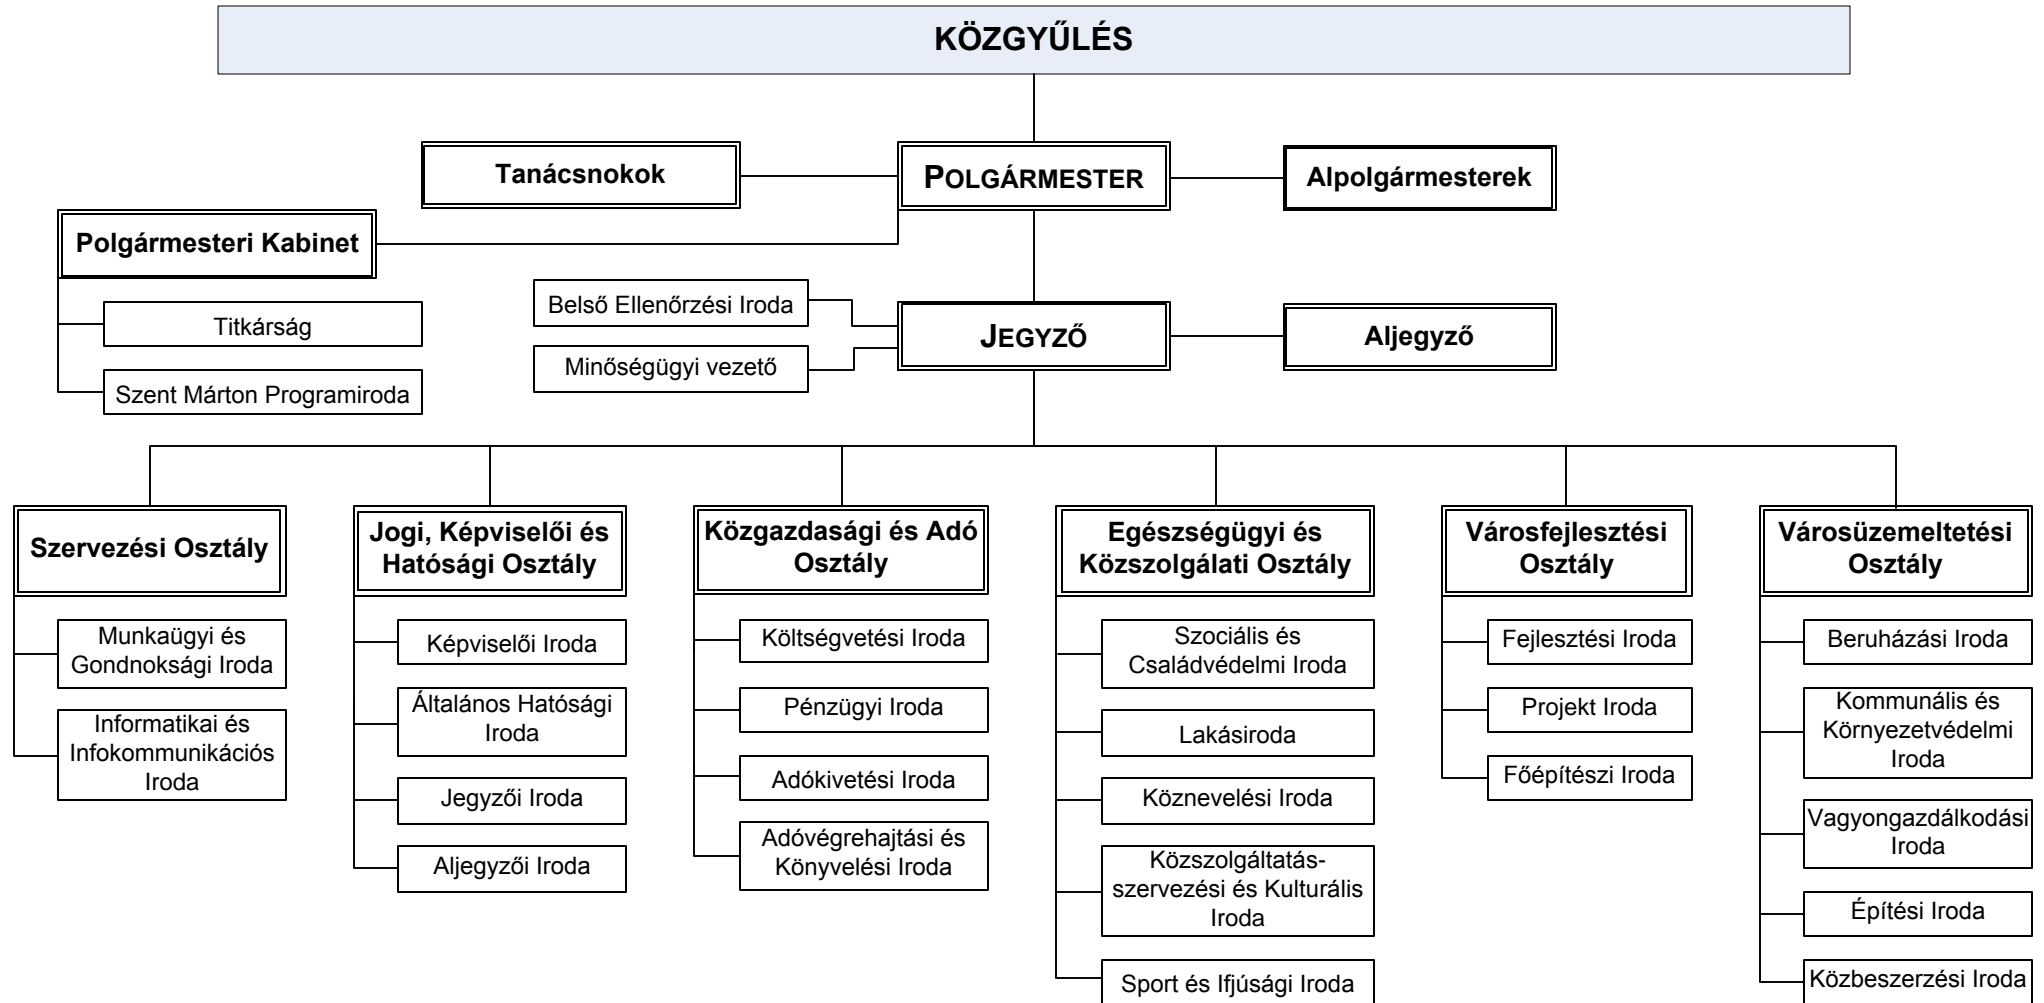 KÖZGYŰLÉS
Tanácsnokok
POLGÁRMESTER
Alpolgármesterek
Polgármesteri Kabinet
Titkárság
Szent Márton Programiroda
Belső Ellenőrzési Iroda
Minőségügyi vezető
JEGYZŐ
Aljegyző
Szervezési Osztály
Munkaügyi és
Gondnoksági Iroda
Informatikai és
Infokommunikációs
Iroda
Jogi, Képviselői és
Hatósági Osztály
Képviselői Iroda
Általános Hatósági
Iroda
Jegyzői Iroda
Aljegyzői Iroda
Közgazdasági és Adó
Osztály
Költségvetési Iroda
Pénzügyi Iroda
Adókivetési Iroda
Adóvégrehajtási és
Könyvelési Iroda
Egészségügyi és
Közszolgálati Osztály
Szociális és
Családvédelmi Iroda
Lakásiroda
Köznevelési Iroda
Közszolgáltatás-
szervezési és Kulturális
Iroda
Sport és Ifjúsági Iroda
Városfejlesztési
Osztály
Fejlesztési Iroda
Projekt Iroda
Főépítészi Iroda
Városüzemeltetési
Osztály
Beruházási Iroda
Kommunális és
Környezetvédelmi
Iroda
Vagyongazdálkodási
Iroda
Építési Iroda
Közbeszerzési Iroda